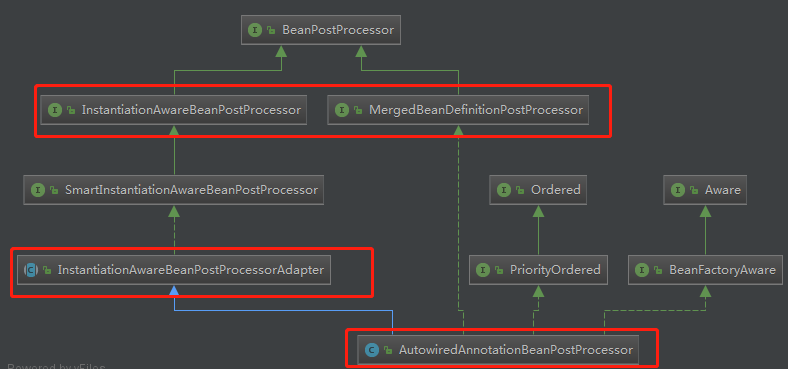 BeanPostProcessor
InstantiationAwareBeanPostProcessor
MergedBeanDefinitionPostProcessor
SmartInstantiationAwareBeanPostProcessor
Ordered
Aware
InstantiationAwareBeanPostProcessorAdapter
PriorityOrdered
BeanFactoryAware
AutowiredAnnotationBeanPostProcessor
Powered by yFiles